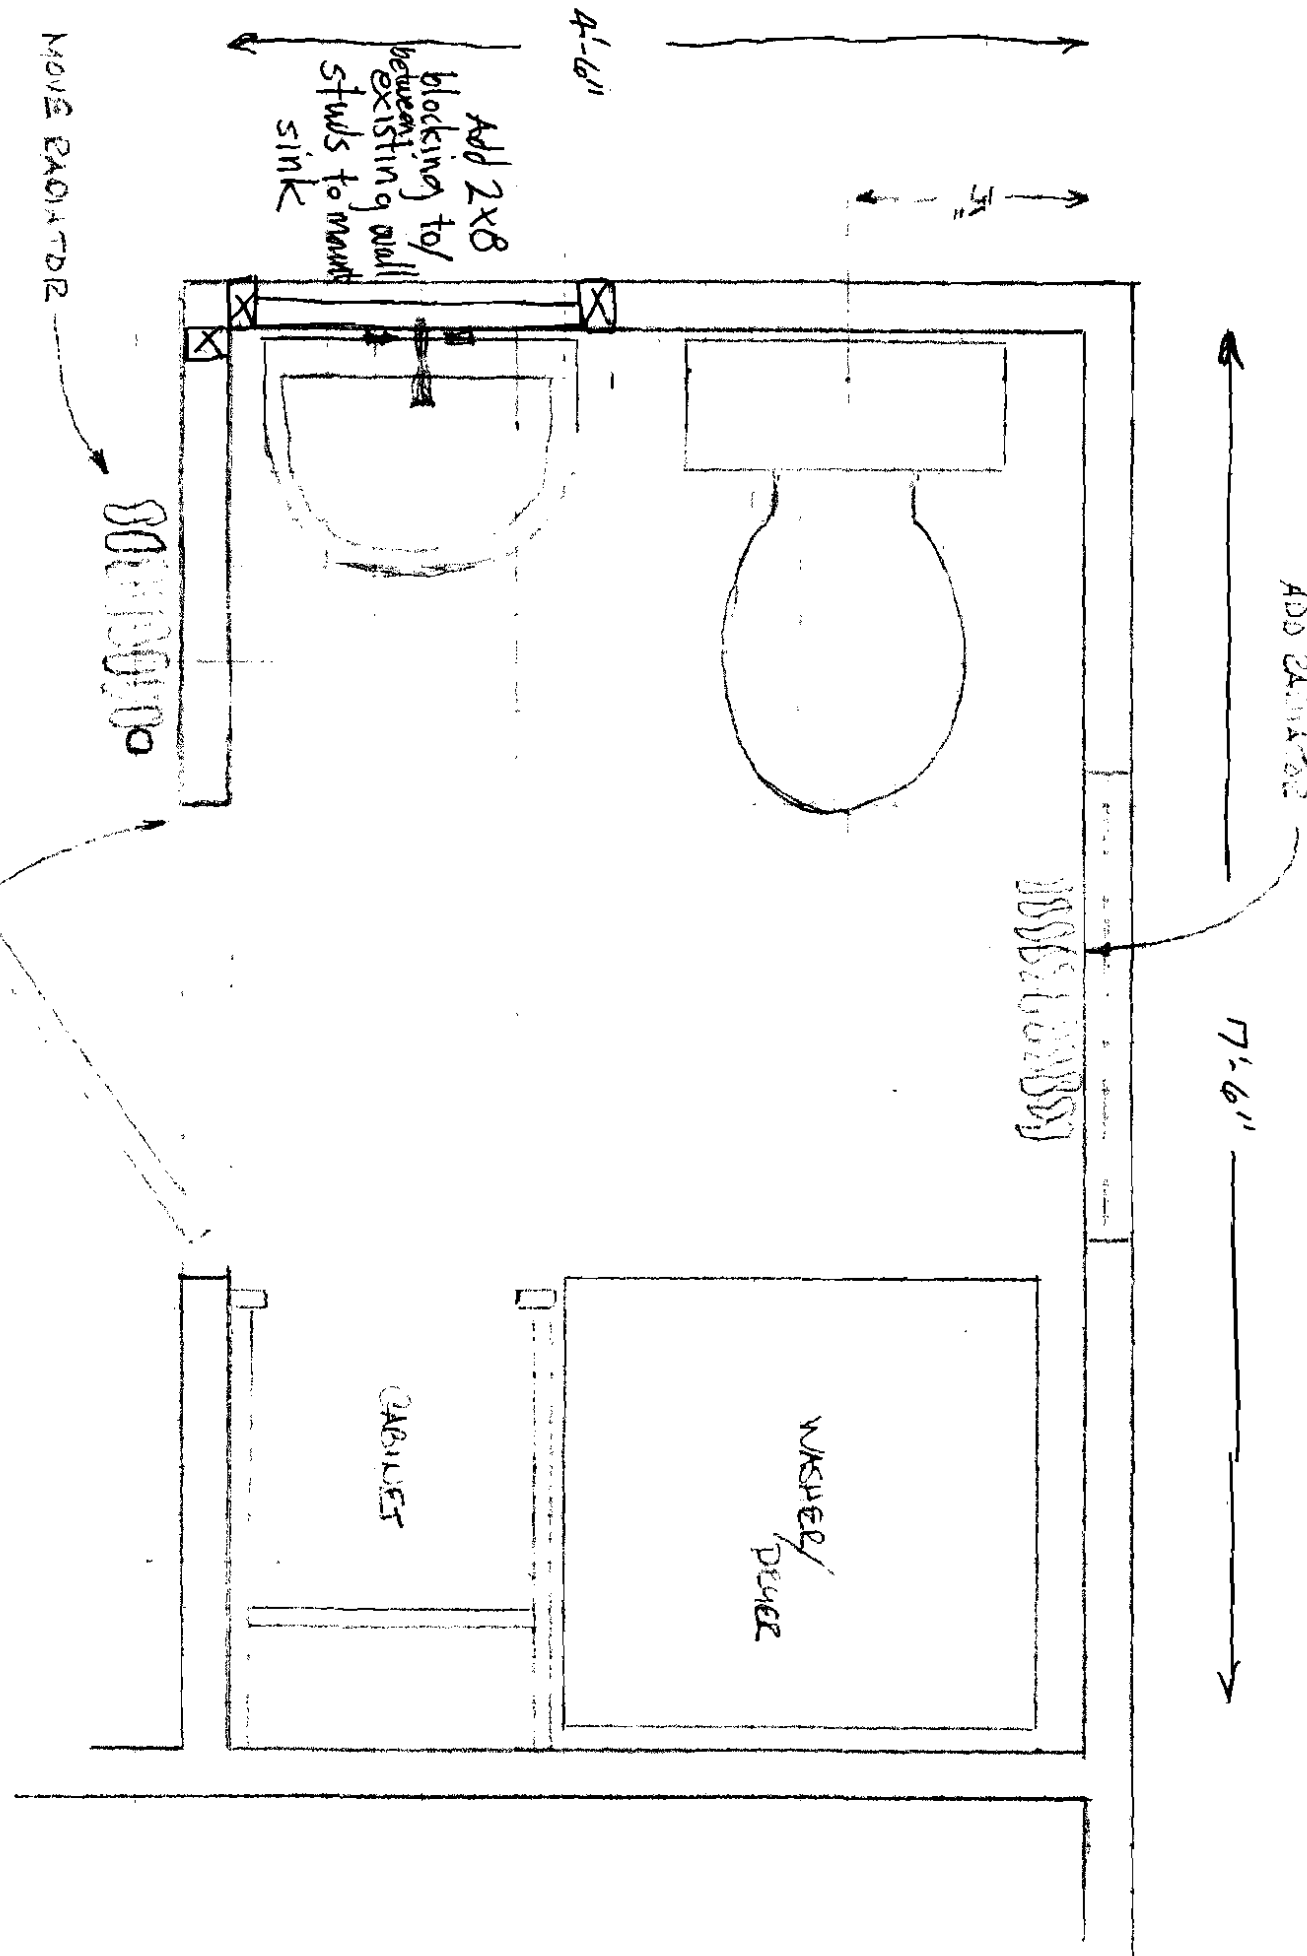 ADD RADIATOR
7'-6"
15"
4'-6"
Add 2x8
blocking to
between
existing wall
studs to mount
sink
WASHER/
DRYER
CABINET
MOVE RADIATOR